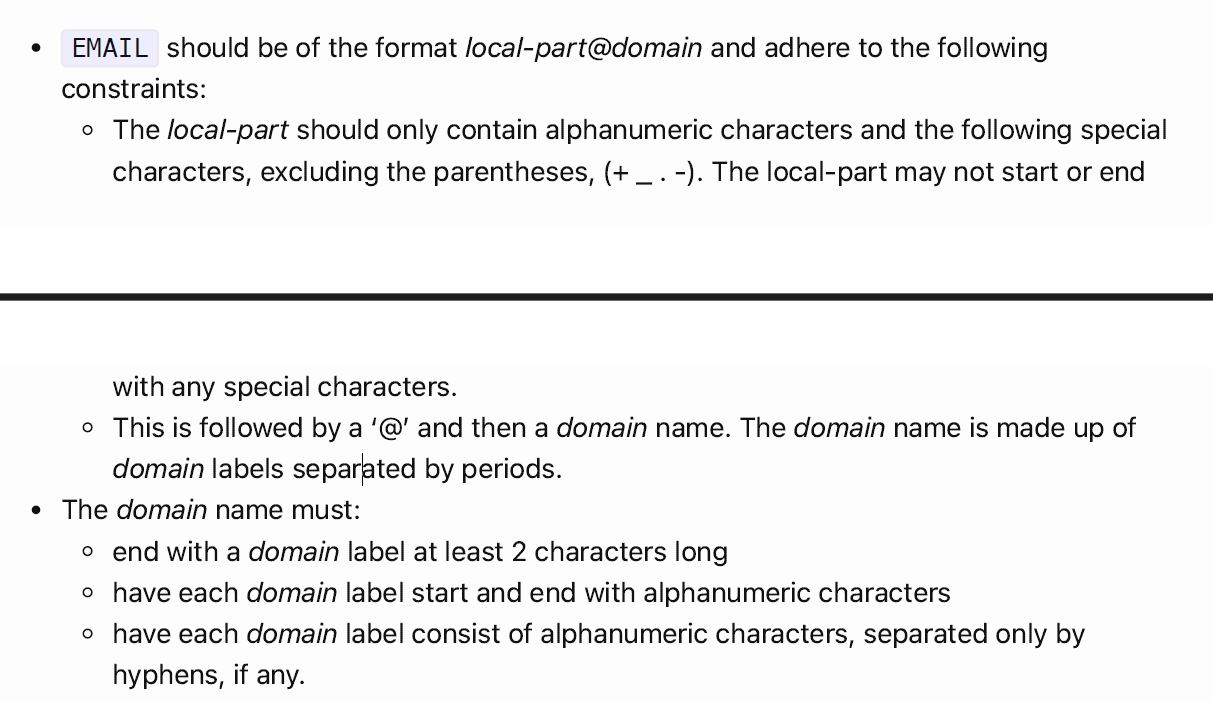 • EMAIL should be of the format local-part@domain and adhere to the following
constraints:
○ The local-part should only contain alphanumeric characters and the following special
characters, excluding the parentheses, (+ _ . -). The local-part may not start or end
with any special characters.
○ This is followed by a ‘@’ and then a domain name. The domain name is made up of
domain labels separated by periods.
• The domain name must:
○ end with a domain label at least 2 characters long
○ have each domain label start and end with alphanumeric characters
○ have each domain label consist of alphanumeric characters, separated only by
hyphens, if any.